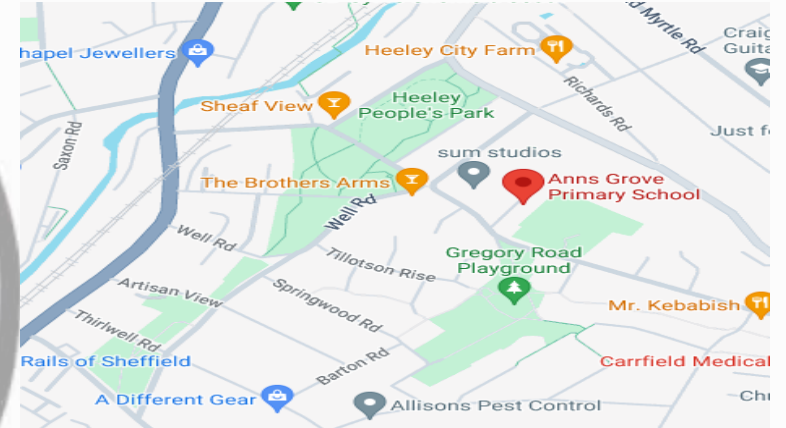 d Myrtle Rd
Craig
Guita
hapel Jewellers
Heeley City Farm
Richards Rd
Sheaf View
Heeley
People's Park
Saxon Rd
Just f
sum studios
The Brothers Arms
Anns Grove
Primary School
Well Rd
Well Rd
Tillotson Rise
Gregory Road
Playground
Artisan View
Springwood Rd
Mr. Kebabish
Thirlwell Rd
Rails of Sheffield
Barton Rd
Carrfield Medical
A Different Gear
Allisons Pest Control
Ch